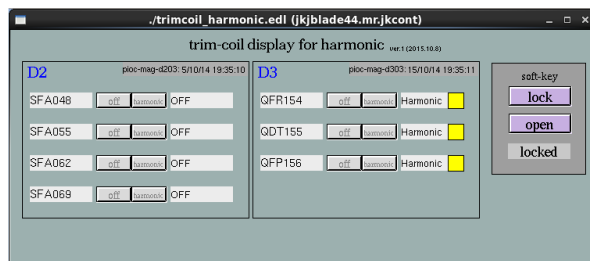 ./trimcoil_harmonic.edl (jkjblade44.mr.jkcont)
trim-coil display for harmonic ver.1 (2015.10.8)
D2 pioc-mag-d203: 5/10/14 19:35:10
SFA048 off harmonic OFF
SFA055 off harmonic OFF
SFA062 off harmonic OFF
SFA069 off harmonic OFF
D3 pioc-mag-d303: 15/10/14 19:35:11
QFR154 off harmonic Harmonic
QDT155 off harmonic Harmonic
QFP156 off harmonic Harmonic
soft-key
lock
open
locked